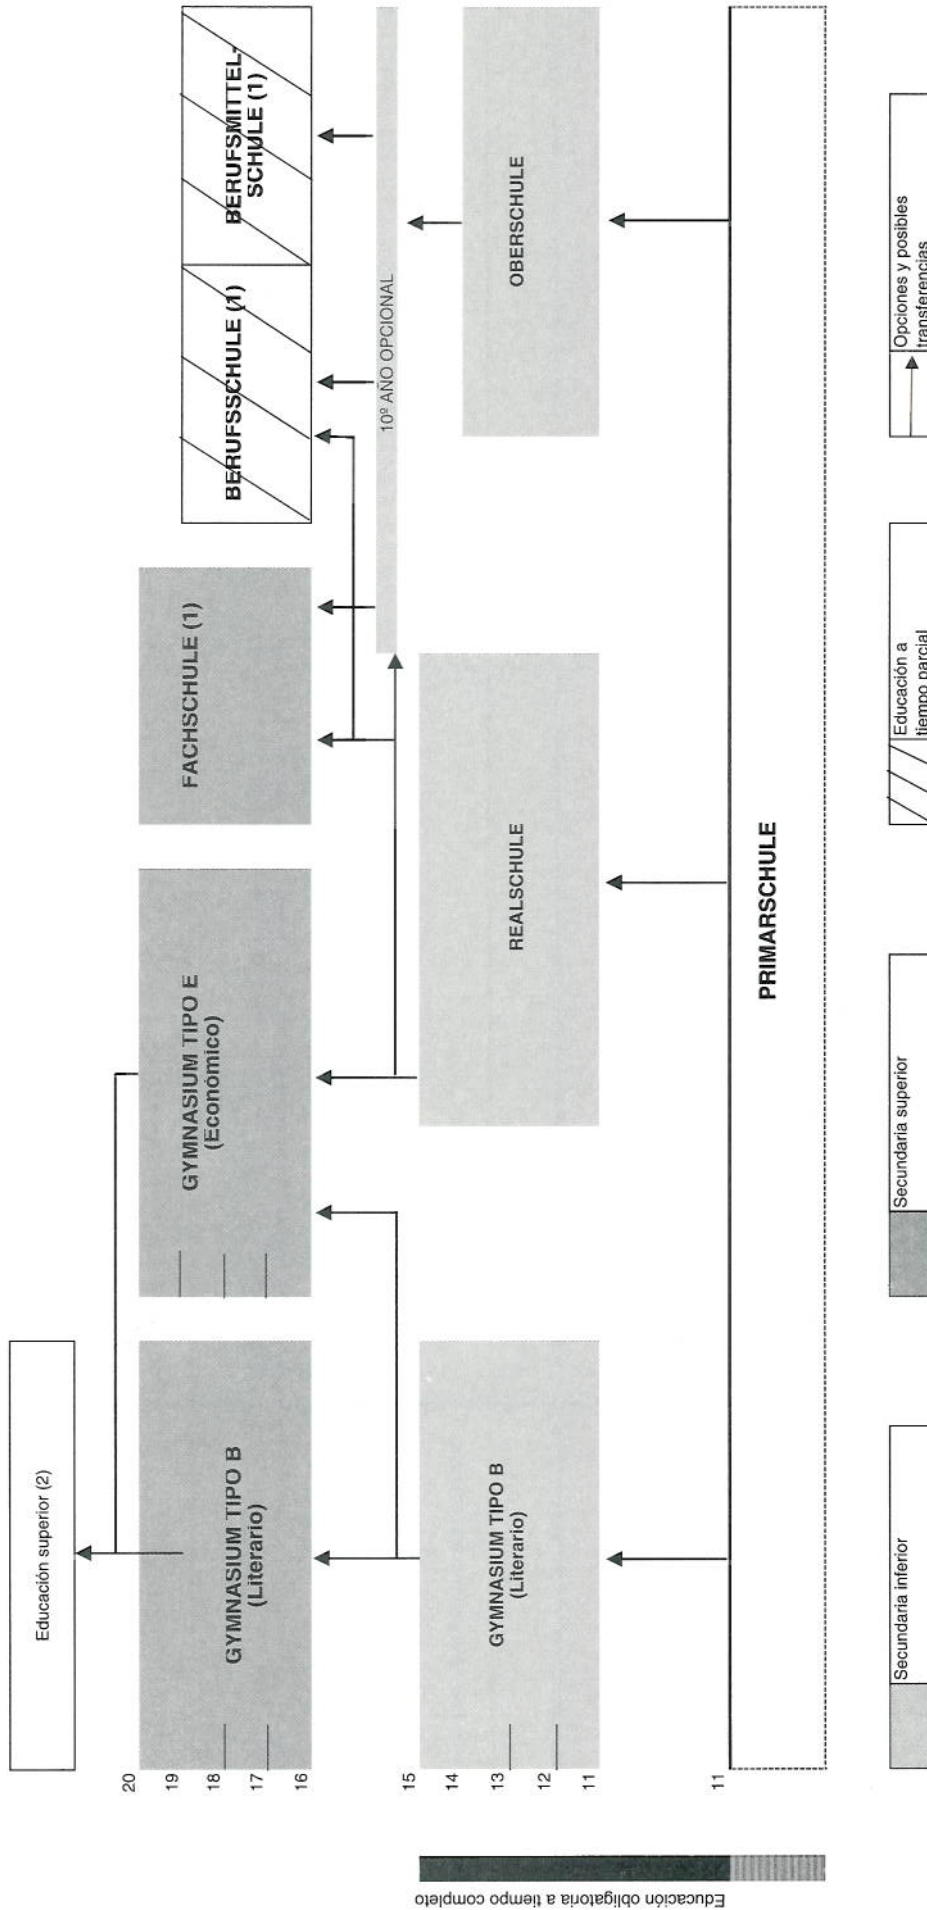 Educación superior (2)
20
19
18
17
16
GYMNASIUM TIPO B
(Literario)
GYMNASIUM TIPO E
(Económico)
FACHSCHULE (1)
BERUFSSCHULE (1)
BERUFSMITTEL-
SCHULE (1)
10º AÑO OPCIONAL
15
14
13
12
11
GYMNASIUM TIPO B
(Literario)
REALSCHULE
OBERSCHULE
11
PRIMARSCHULE
Educación obligatoria a tiempo completo
Secundaria inferior
Secundaria superior
Educación a
tiempo parcial
Opciones y posibles
transferencias